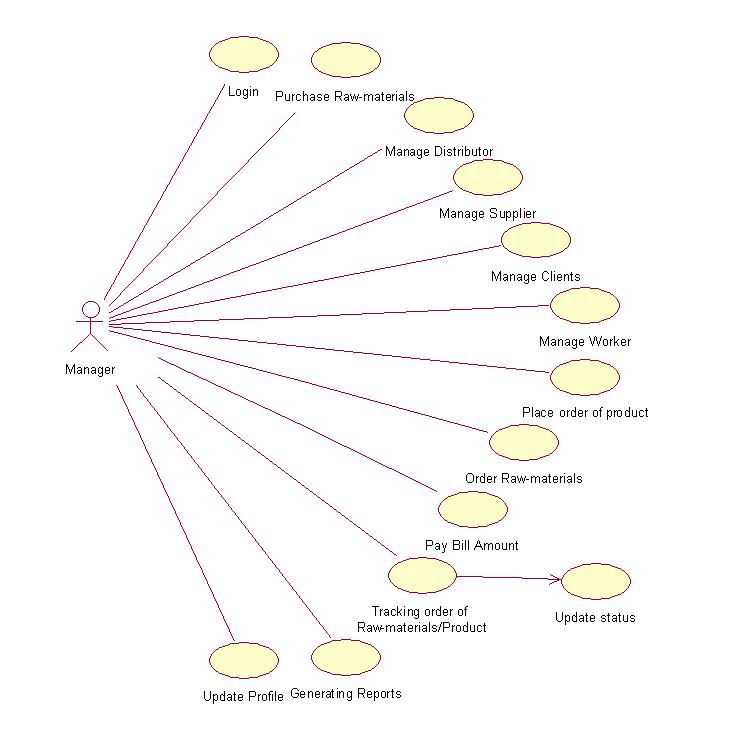 Login
Purchase Raw-materials
Manage Distributor
Manage Supplier
Manage Clients
Manage Worker
Manager
Place order of product
Order Raw-materials
Pay Bill Amount
Tracking order of
Raw-materials/Product
Update status
Update Profile
Generating Reports